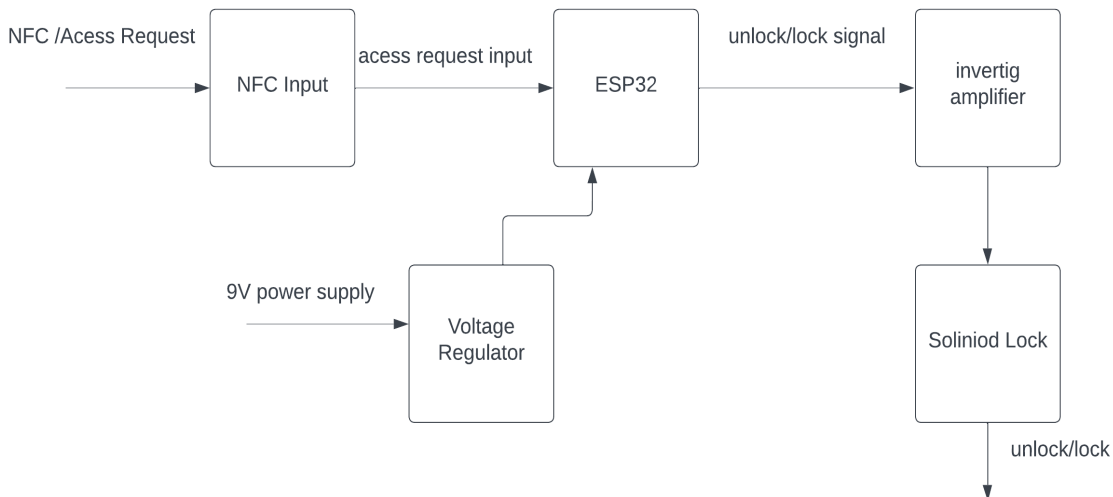 NFC /Acess Request
NFC Input
acess request input
ESP32
unlock/lock signal
invertig
amplifier
9V power supply
Voltage
Regulator
Soliniod Lock
unlock/lock